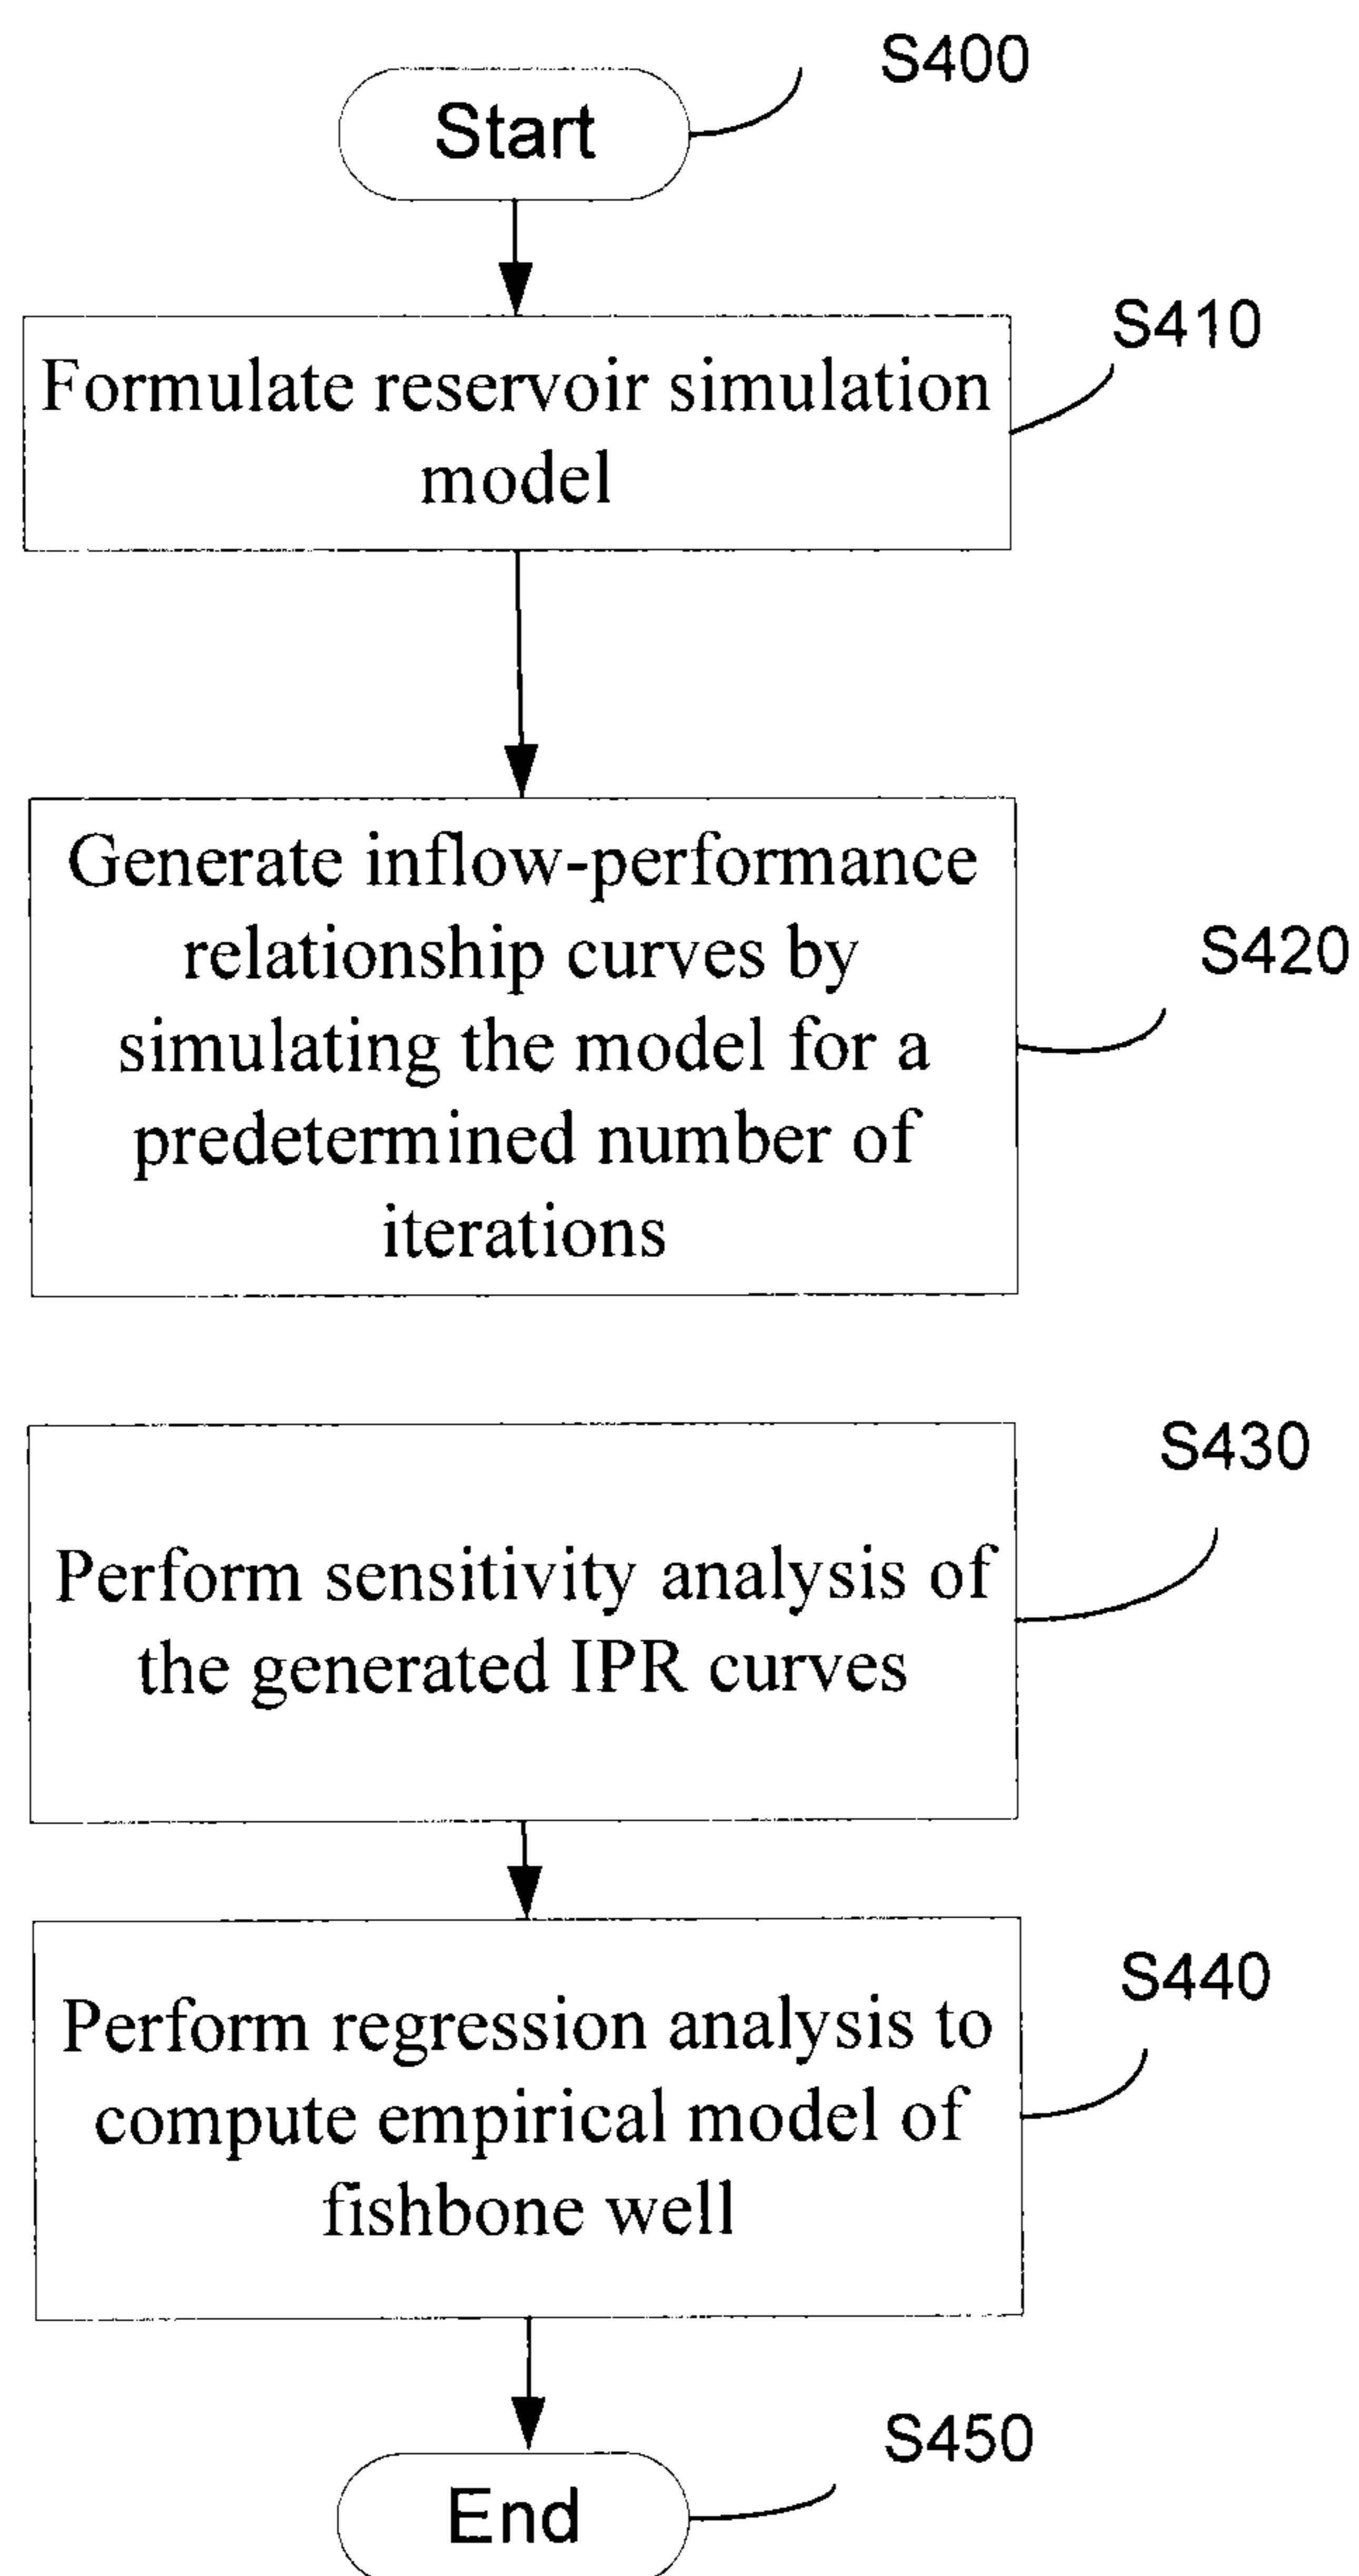 S400
Start
S410
Formulate reservoir simulation
model
Generate inflow-performance
relationship curves by
simulating the model for a
predetermined number of
iterations
S420
S430
Perform sensitivity analysis of
the generated IPR curves
S440
Perform regression analysis to
compute empirical model of
fishbone well
S450
End